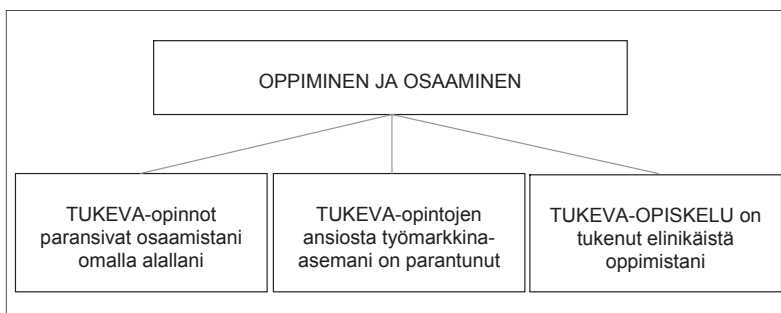 OPPIMINEN JA OSAAMINEN
TUKEVA-opinnot
paransivat osaamistani
omalla alallani
TUKEVA-opintojen
ansiosta työmarkkina-
asemani on parantunut
TUKEVA-OPISKELU on
tukenut elinikäistä
oppimistani